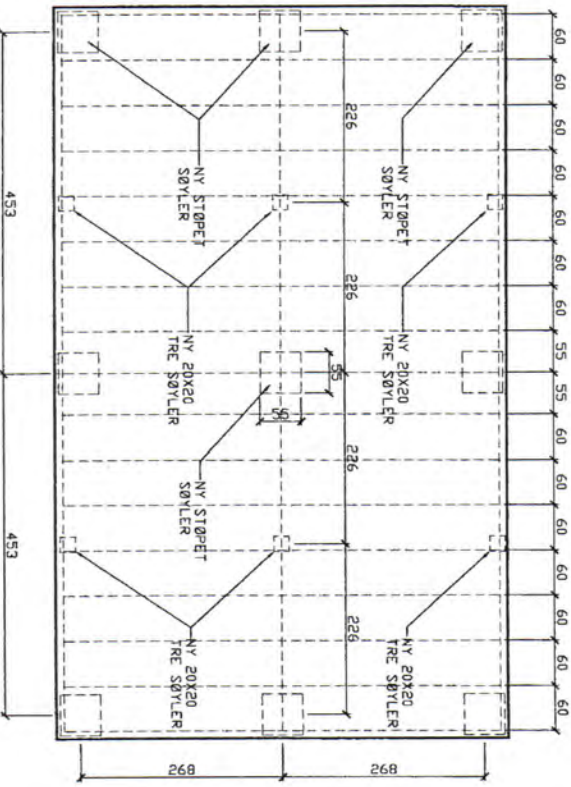 60 60 60 60 60 60 60 55 55 60 60 60 60 60 60 60
NY STØPET
SØYLER
NY 20X20
TRE SØYLER
NY 20X20
TRE SØYLER
268
226 226 226 226
55
55
NY STØPET
SØYLER
NY 20X20
TRE SØYLER
NY STØPET
SØYLER
NY 20X20
TRE SØYLER
268
453 453